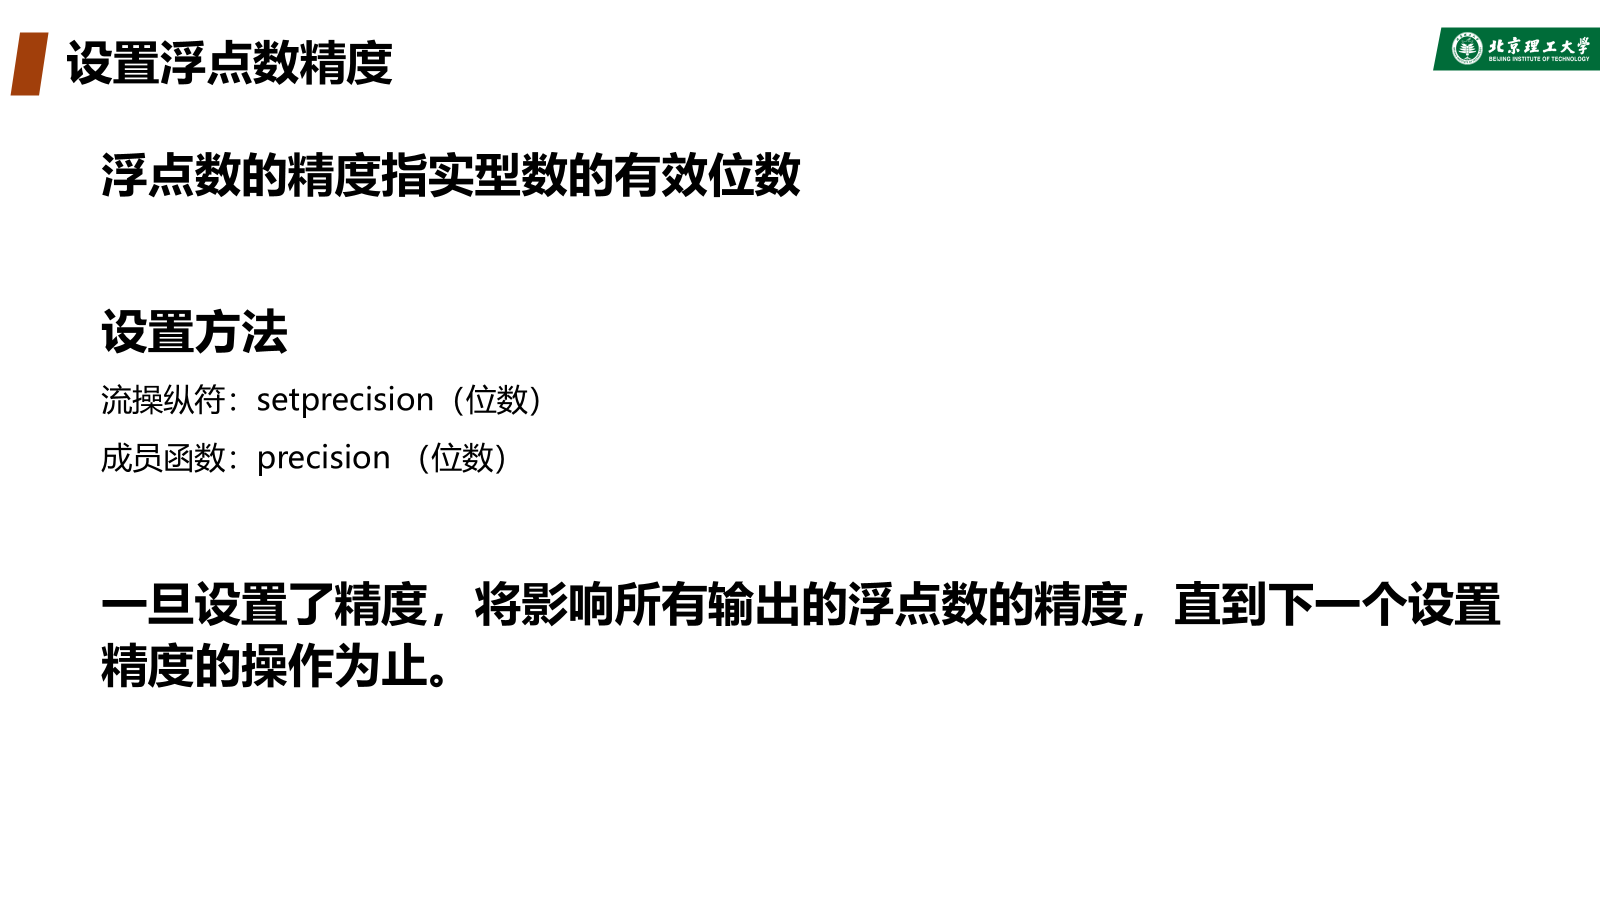 设置浮点数精度
北京理工大学
BEIJING INSTITUTE OF TECHNOLOGY
浮点数的精度指实型数的有效位数
设置方法
流操纵符：setprecision（位数）
成员函数：precision （位数）
一旦设置了精度，将影响所有输出的浮点数的精度，直到下一个设置
精度的操作为止。